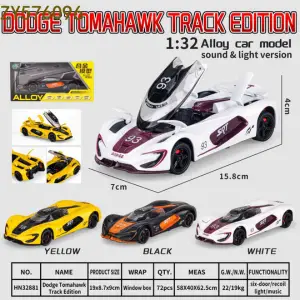 ZY576096
DODGE TOMAHAWK TRACK EDITION
1:32 Alloy car model
sound & light version
ALLOY
93
SRT
93
4cm
7cm
15.8cm
YELLOW
BLACK
WHITE
NO. NAME PRODUCT SIZE WRAP QTY MEAS G.W./N.W. FUNCTIONALITY
HN32881 Dodge Tomahawk Track Edition 19x8.7x9cm Window box 72pcs 58X40X62.5cm 22/19kg six-door/recoil light/music